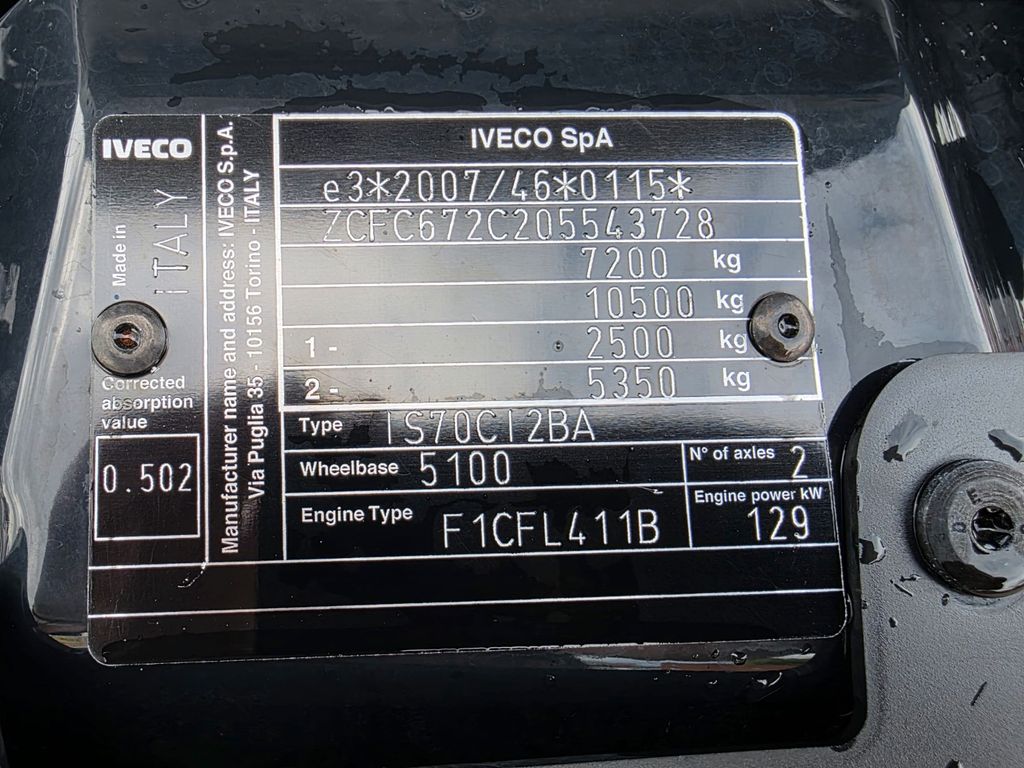 IVECO
Made in
ITALY
Corrected
absorption
value
0.502
Manufacturer name and address: IVECO S.p.A.
Via Puglia 35 - 10156 Torino - ITALY
IVECO SpA
e3*2007/46*0115*
ZCFC672C205543728
7200 kg
10500 kg
1 - 2500 kg
2 - 5350 kg
Type IS70CI2BA
Wheelbase 5100
N° of axles 2
Engine Type F1CFL411B
Engine power kW
129